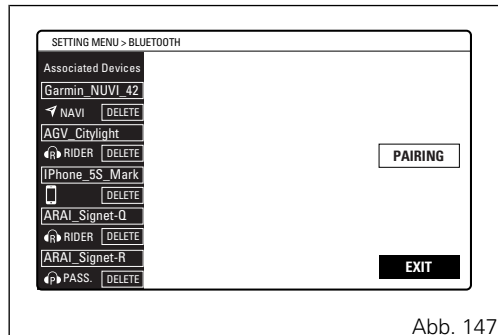 SETTING MENU > BLUETOOTH
Associated Devices
Garmin_NUVI_42
NAVI DELETE
AGV_Citylight
R RIDER DELETE
IPhone_5S_Mark
DELETE
ARAI_Signet-Q
R RIDER DELETE
ARAI_Signet-R
P PASS. DELETE
PAIRING
EXIT
Abb. 147